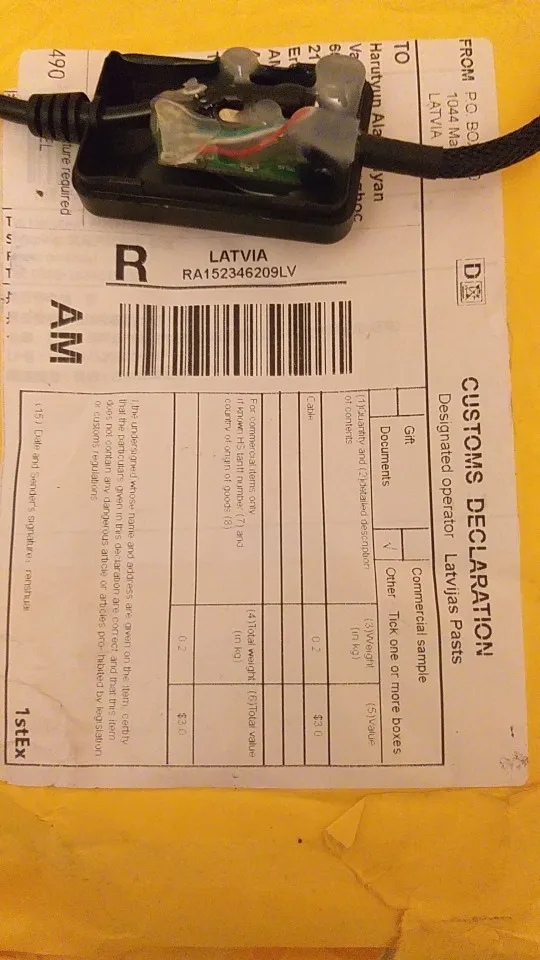 FROM P.O. BO
1044 Ma
LATVIA
TO
Harutyun Ala yan
490
ture required
R
LATVIA
RA152346209LV
AM
CUSTOMS DECLARATION
Designated operator Latvijas Pasts
Gift
Commercial sample
Documents
√ Other Tick one or more boxes
(1)Quantity and (2)detailed description
of contents
(3)Weight
(in kg)
(5)Value
Cable
0.2
$3.0
For commercial items only
If known HS tariff number (7) and
country of origin of goods (8)
(4)Total weight
(in kg)
(6)Total value
0.2
$3.0
I,the undersigned whose name and address are given on the item, certify
that the particulars given in this declaration are correct and that this item
does not contain any dangerous article or articles pro- hibited by legislation
or customs regulations
(15) Date and Sender's signature:
1stEx